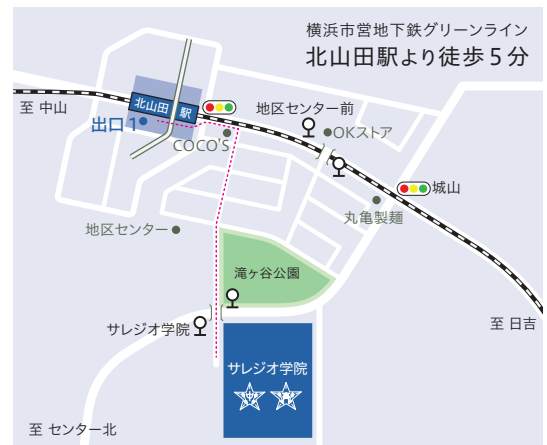 横浜市営地下鉄グリーンライン
北山田駅より徒歩5分
至 中山
北山田
駅
地区センター前
出口1
OKストア
COCO'S
城山
丸亀製麺
地区センター
滝ヶ谷公園
サレジオ学院
至 日吉
サレジオ学院
中 高
至 センター北